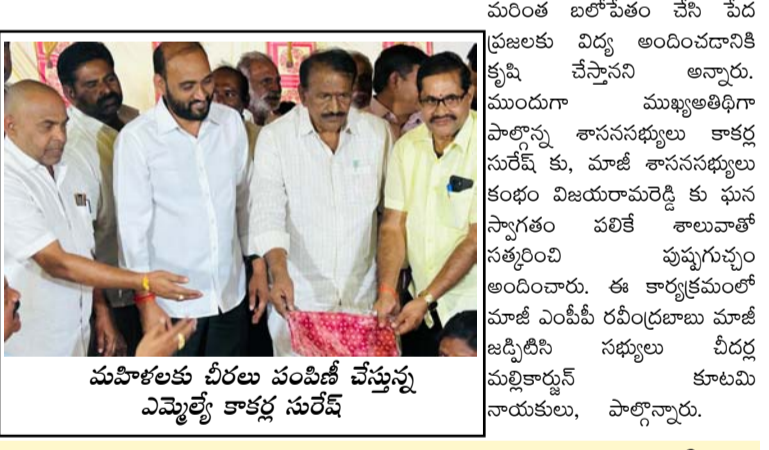 మహిళలకు చీరలు పంపిణీ చేస్తున్న
ఎమ్మెల్యే కాకర్ల సురేష్
మరింత బలోపేతం చేసి పేద
ప్రజలకు విద్య అందించడానికి
కృషి చేస్తానని అన్నారు.
ముందుగా ముఖ్యఅతిథిగా
పాల్గొన్న శాసనసభ్యులు కాకర్ల
సురేష్ కు, మాజీ శాసనసభ్యులు
కంభం విజయరామరెడ్డి కు ఘన
స్వాగతం పలికే శాలువాతో
సత్కరించి పుష్పగుచ్చం
అందించారు. ఈ కార్యక్రమంలో
మాజీ ఎంపీపీ రవీంద్రబాబు మాజీ
జడ్పిటిసి సభ్యులు చీదర్ల
మల్లికార్జున్ కూటమి
నాయకులు, పాల్గొన్నారు.